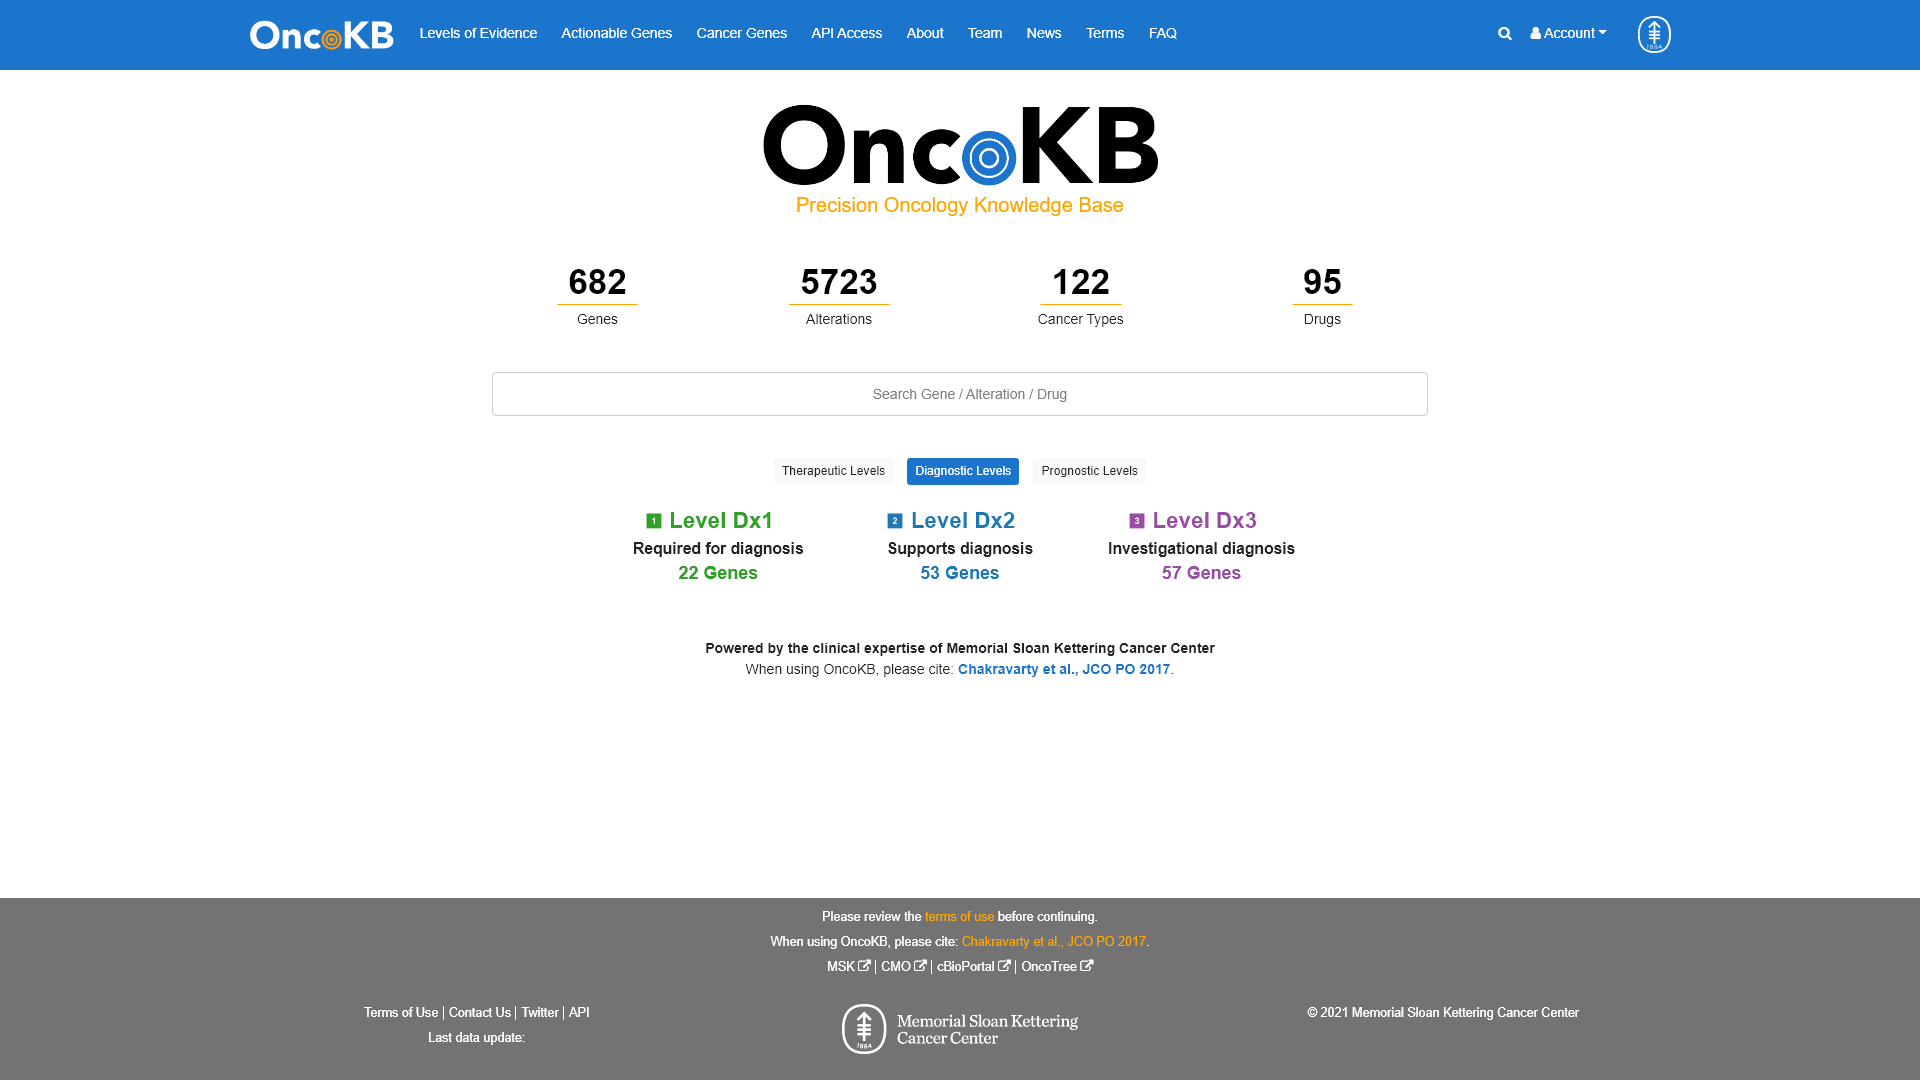 OncoKB Levels of Evidence Actionable Genes Cancer Genes API Access About Team News Terms FAQ Account
OncoKB
Precision Oncology Knowledge Base
682 5723 122 95
Genes Alterations Cancer Types Drugs
Search Gene / Alteration / Drug
Therapeutic Levels Diagnostic Levels Prognostic Levels
1 Level Dx1 2 Level Dx2 3 Level Dx3
Required for diagnosis Supports diagnosis Investigational diagnosis
22 Genes 53 Genes 57 Genes
Powered by the clinical expertise of Memorial Sloan Kettering Cancer Center
When using OncoKB, please cite: Chakravarty et al., JCO PO 2017.
Please review the terms of use before continuing.
When using OncoKB, please cite: Chakravarty et al., JCO PO 2017.
MSK | CMO | cBioPortal | OncoTree
Terms of Use | Contact Us | Twitter | API
Last data update:
1884
Memorial Sloan Kettering
Cancer Center
© 2021 Memorial Sloan Kettering Cancer Center